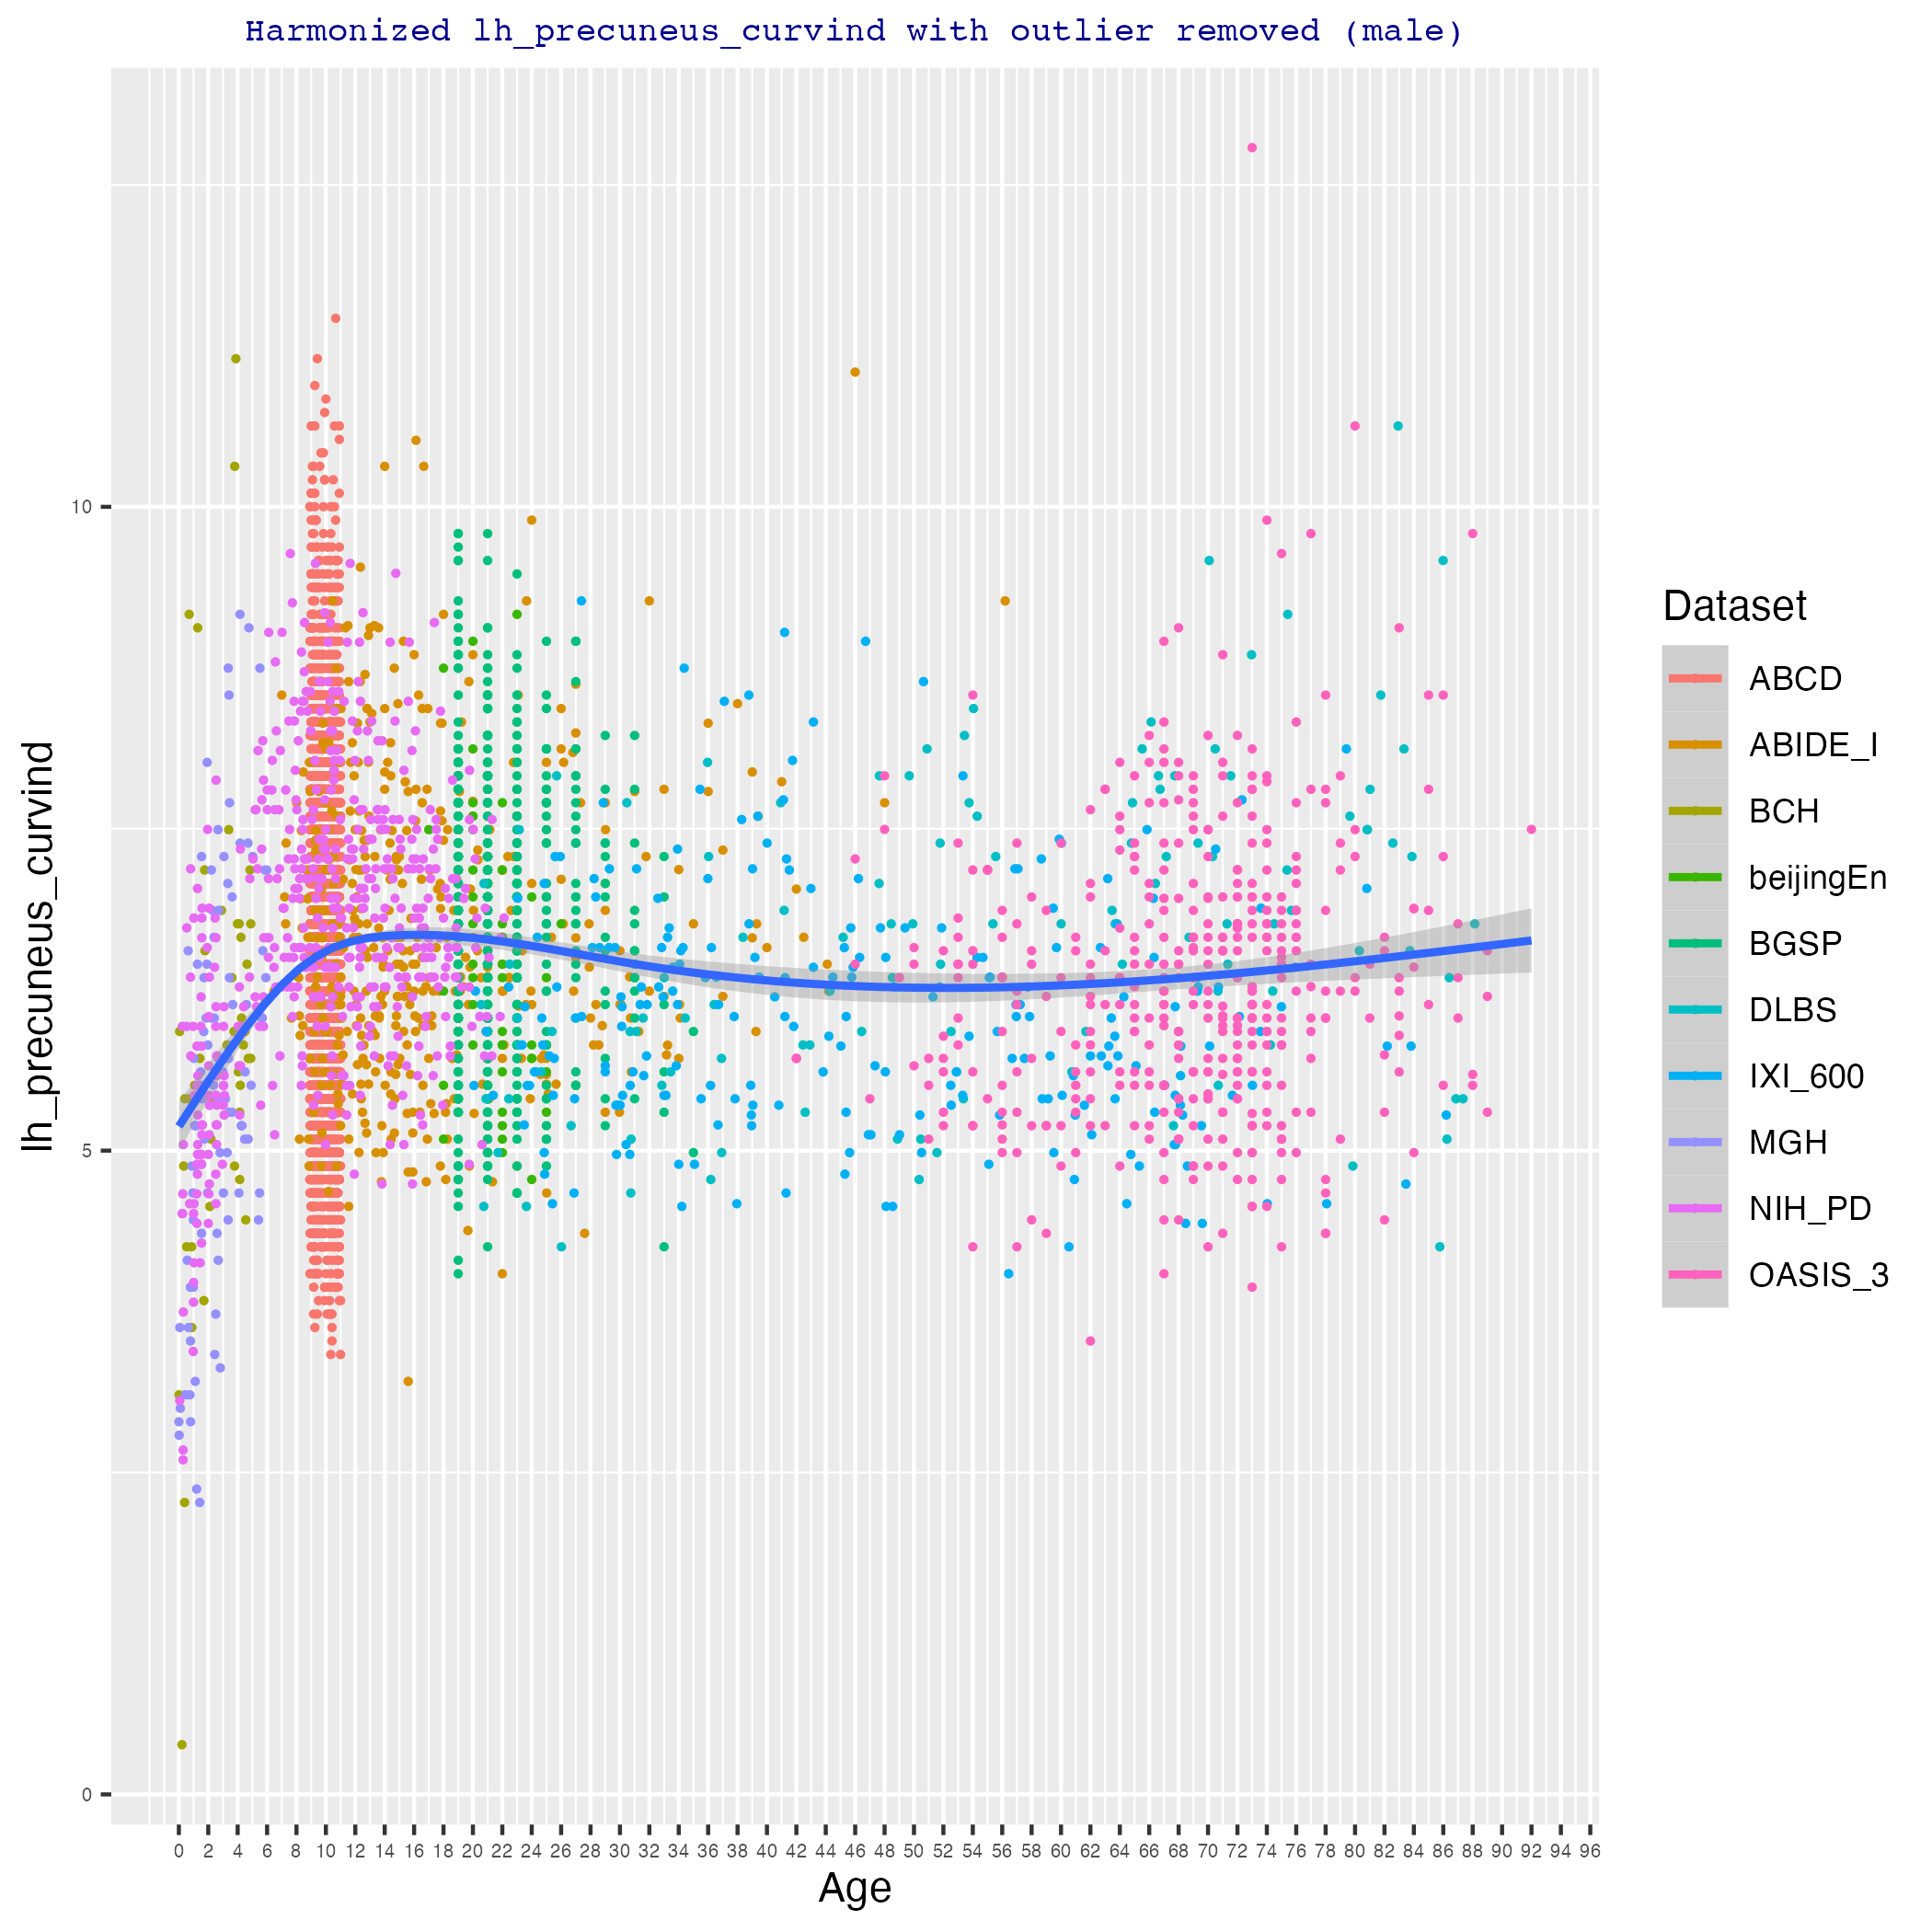 Harmonized lh_precuneus_curvind with outlier removed (male)
lh_precuneus_curvind
10
5
0
0 2 4 6 8 10 12 14 16 18 20 22 24 26 28 30 32 34 36 38 40 42 44 46 48 50 52 54 56 58 60 62 64 66 68 70 72 74 76 78 80 82 84 86 88 90 92 94 96
Age
Dataset
ABCD
ABIDE_I
BCH
beijingEn
BGSP
DLBS
IXI_600
MGH
NIH_PD
OASIS_3